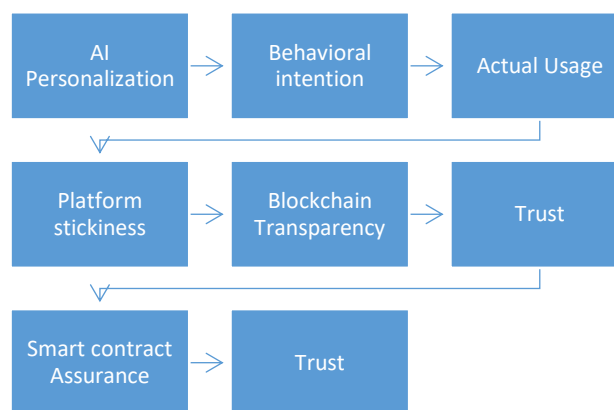 AI
Personalization
Behavioral
intention
Actual Usage
Platform
stickiness
Blockchain
Transparency
Trust
Smart contract
Assurance
Trust